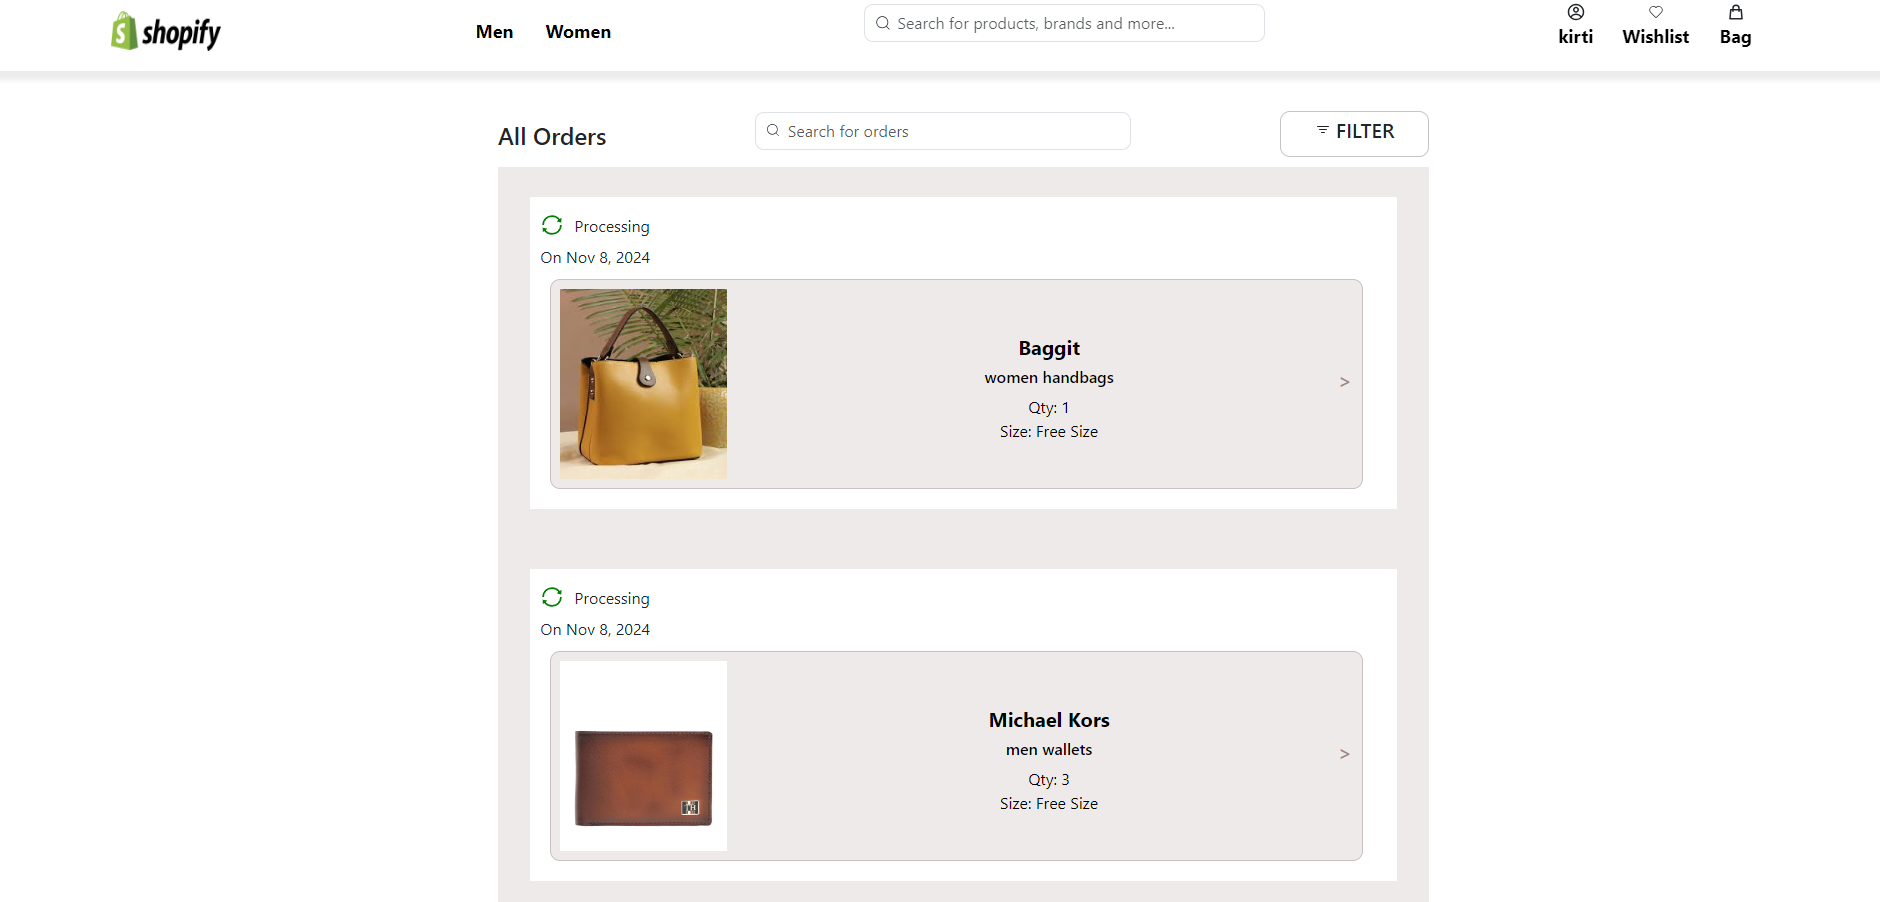 shopify
Men
Women
Search for products, brands and more...
kirti
Wishlist
Bag
All Orders
Search for orders
FILTER
Processing
On Nov 8, 2024
Baggit
women handbags
Qty: 1
Size: Free Size
>
Processing
On Nov 8, 2024
Michael Kors
men wallets
Qty: 3
Size: Free Size
>